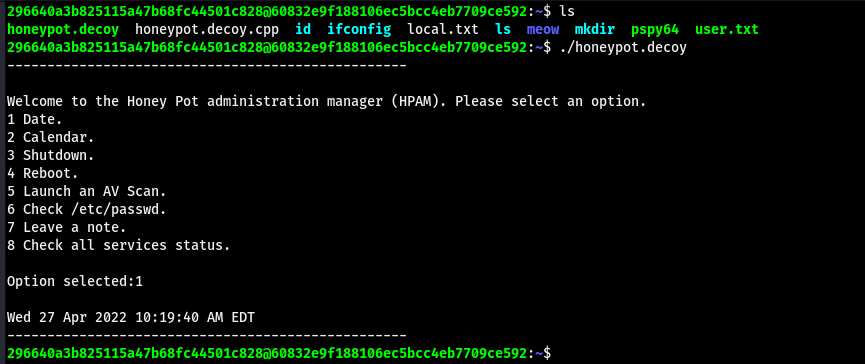 296640a3b825115a47b68fc44501c828@60832e9f188106ec5bcc4eb7709ce592:~$ ls
honeypot.decoy honeypot.decoy.cpp id ifconfig local.txt ls meow mkdir pspy64 user.txt
296640a3b825115a47b68fc44501c828@60832e9f188106ec5bcc4eb7709ce592:~$ ./honeypot.decoy
--------------------------------------------------
Welcome to the Honey Pot administration manager (HPAM). Please select an option.
1 Date.
2 Calendar.
3 Shutdown.
4 Reboot.
5 Launch an AV Scan.
6 Check /etc/passwd.
7 Leave a note.
8 Check all services status.
Option selected:1
Wed 27 Apr 2022 10:19:40 AM EDT
--------------------------------------------------
296640a3b825115a47b68fc44501c828@60832e9f188106ec5bcc4eb7709ce592:~$